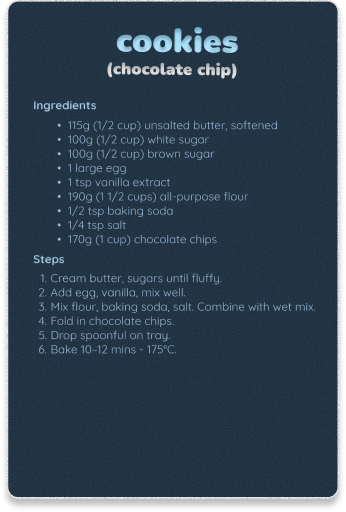 cookies
(chocolate chip)
Ingredients
• 115g (1/2 cup) unsalted butter, softened
• 100g (1/2 cup) white sugar
• 100g (1/2 cup) brown sugar
• 1 large egg
• 1 tsp vanilla extract
• 190g (1 1/2 cups) all-purpose flour
• 1/2 tsp baking soda
• 1/4 tsp salt
• 170g (1 cup) chocolate chips
Steps
1. Cream butter, sugars until fluffy.
2. Add egg, vanilla, mix well.
3. Mix flour, baking soda, salt. Combine with wet mix.
4. Fold in chocolate chips.
5. Drop spoonful on tray.
6. Bake 10–12 mins - 175°C.